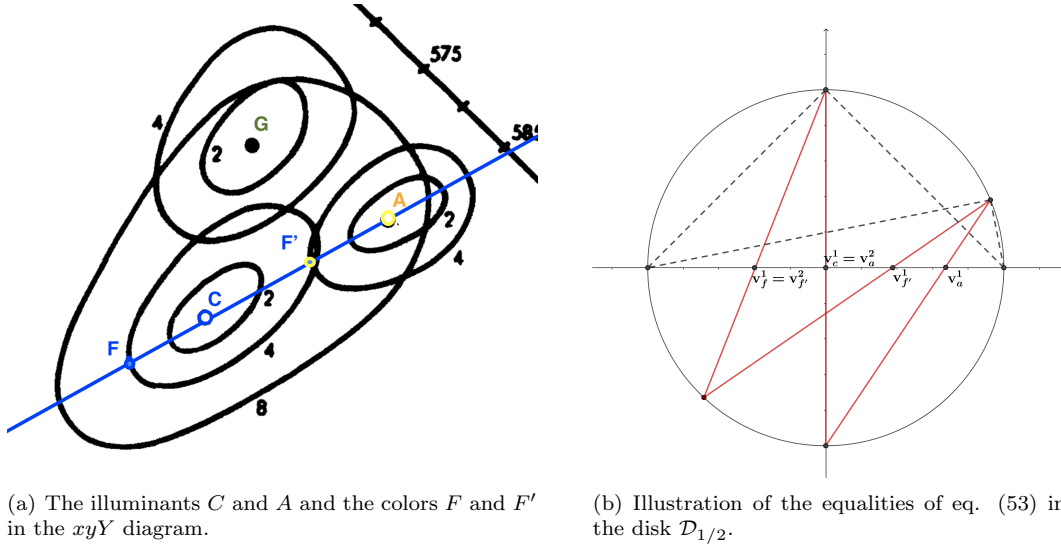 575
585
4
G
2
A
2
F'
4
C
2
F
4
8
v_c^1 = v_a^2
v_f^1 = v_{f'}^2
v_{f'}^1
v_a^1
(a) The illuminants C and A and the colors F and F′
in the xyY diagram.
(b) Illustration of the equalities of eq. (53) in
the disk D_{1/2}.